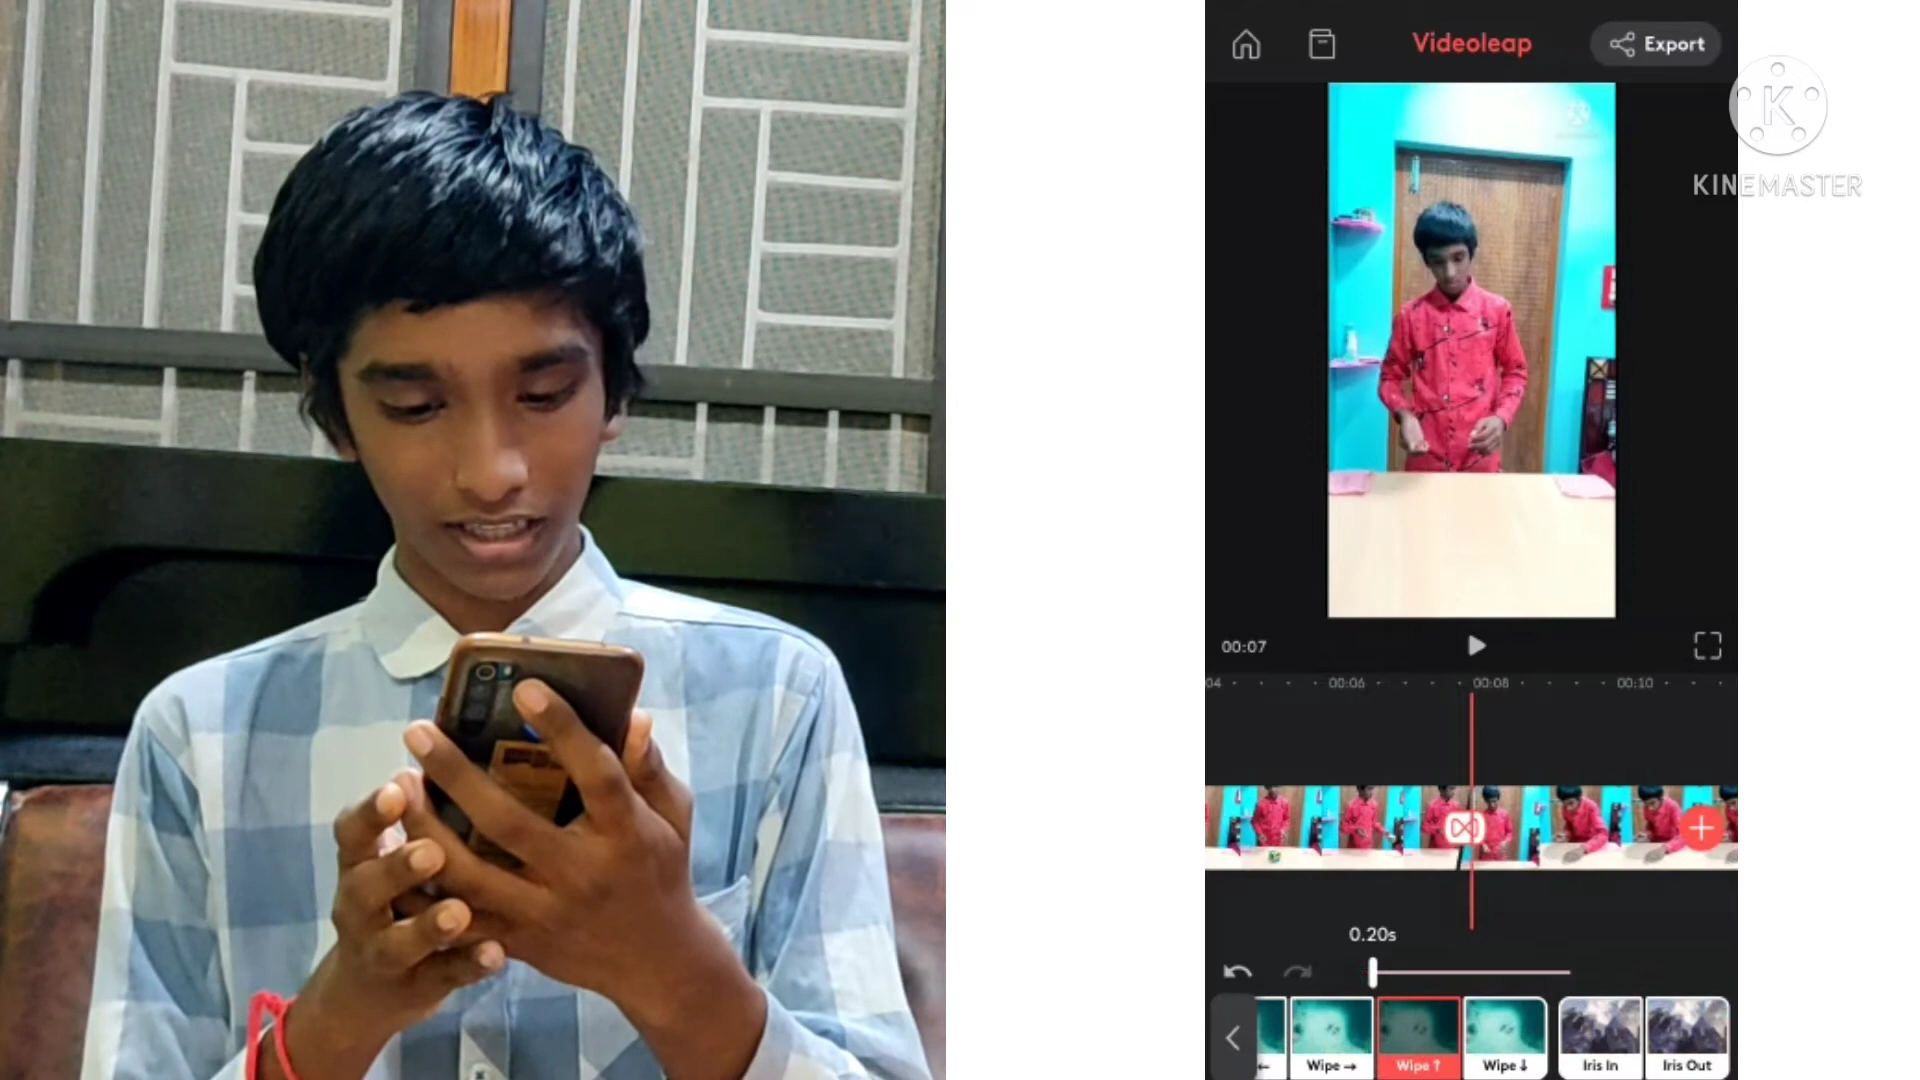 Videoleap
Export
K
KINEMASTER
00:07
04
00:06
00:08
00:10
0.20s
←
Wipe→
Wipe↑
Wipe↓
Iris In
Iris Out